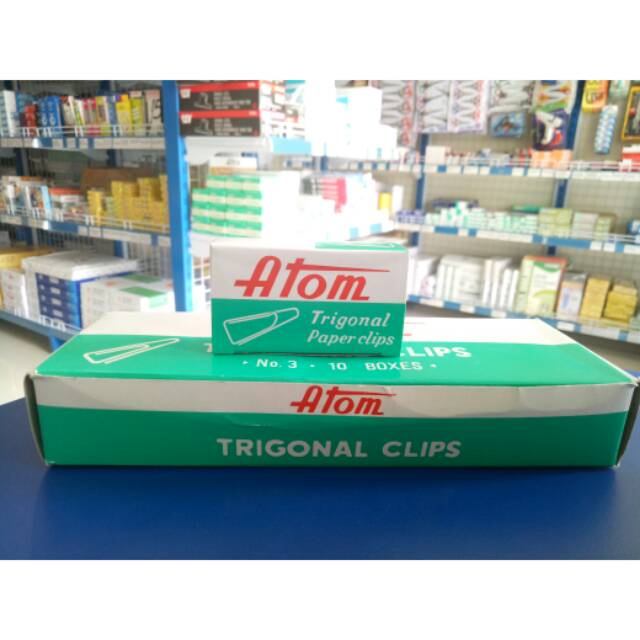 Atom
Trigonal
Paper clips
CLIPS
• No. 3 - 10 BOXES •
Atom
TRIGONAL CLIPS